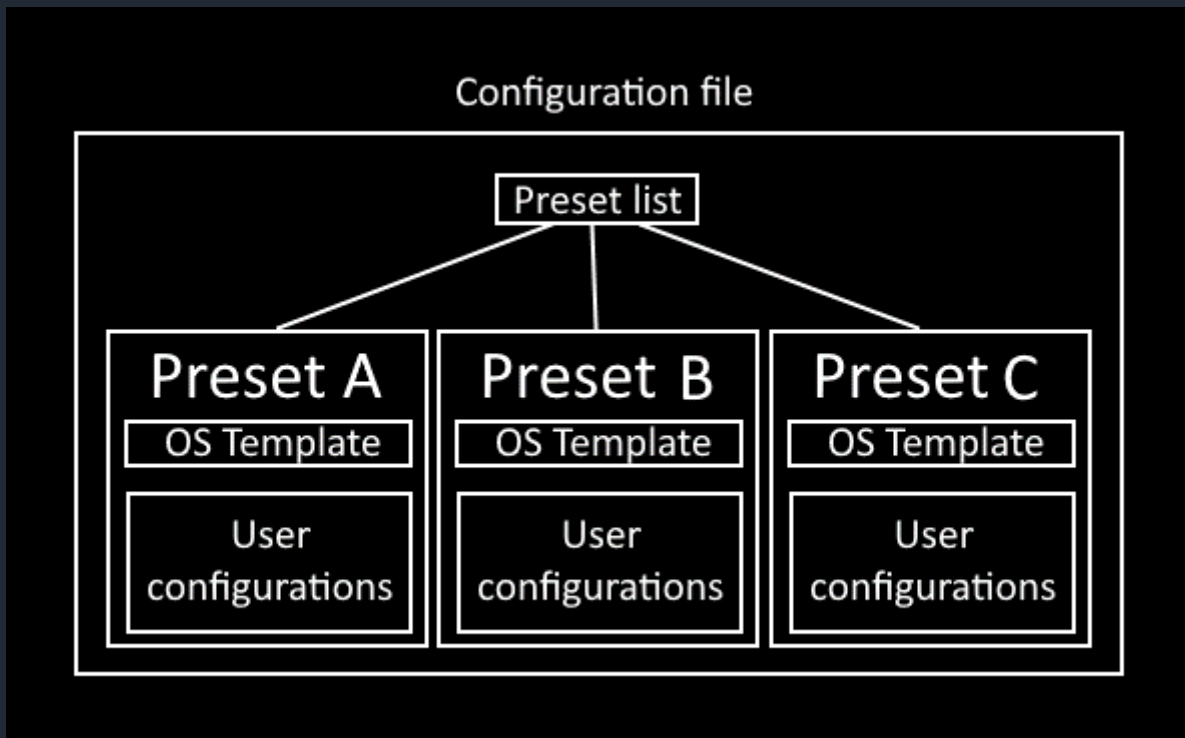 Configuration file
Preset list
Preset A
OS Template
User
configurations
Preset B
OS Template
User
configurations
Preset C
OS Template
User
configurations